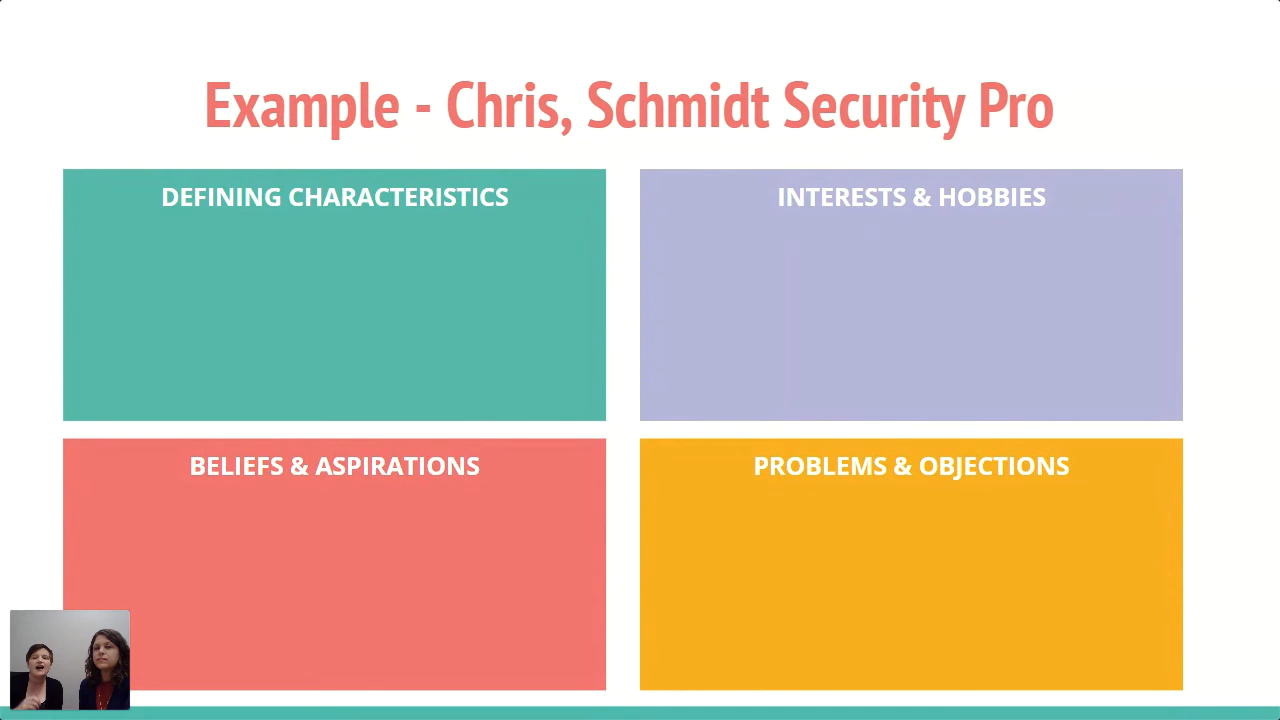 Example - Chris, Schmidt Security Pro
DEFINING CHARACTERISTICS
INTERESTS & HOBBIES
BELIEFS & ASPIRATIONS
PROBLEMS & OBJECTIONS